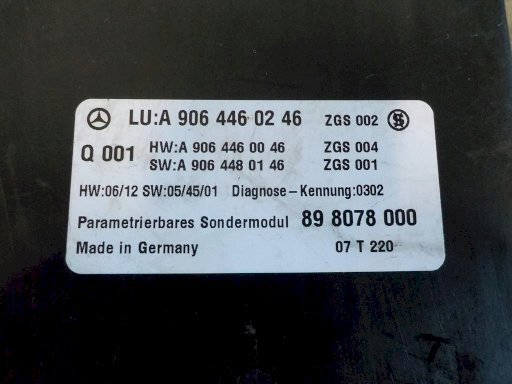 LU:A 906 446 02 46 ZGS 002
Q 001 HW:A 906 446 00 46 ZGS 004
SW:A 906 448 01 46 ZGS 001
HW:06/12 SW:05/45/01 Diagnose-Kennung:0302
Parametrierbares Sondermodul 89 8078 000
Made in Germany 07 T 220